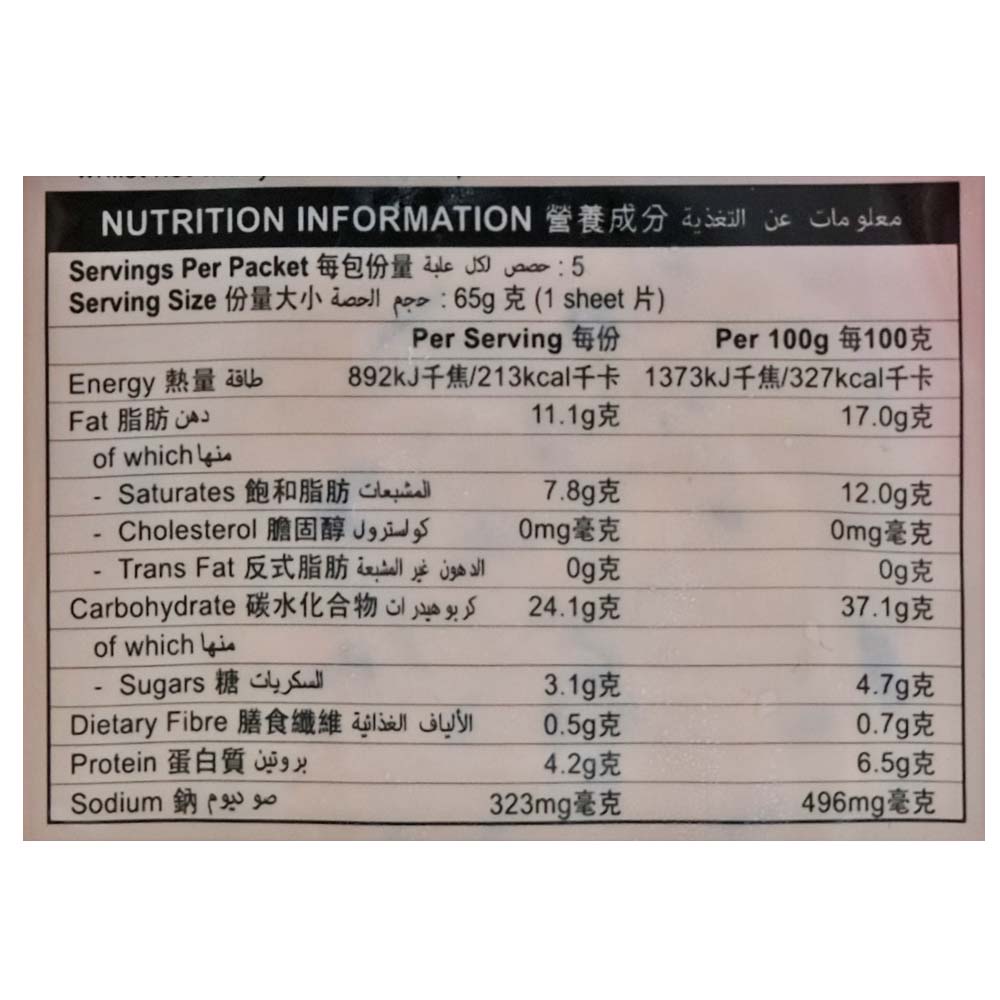 NUTRITION INFORMATION 營養成分 معلومات عن التغذية
Servings Per Packet 每包份量 حصص لكل علبة : 5
Serving Size 份量大小 حجم الحصة : 65g 克 (1 sheet 片)
Per Serving 每份 Per 100g 每100克
Energy 熱量 طاقة 892kJ千焦/213kcal千卡 1373kJ千焦/327kcal千卡
Fat 脂肪 دهن 11.1g克 17.0g克
of which منها
- Saturates 飽和脂肪 المشبعات 7.8g克 12.0g克
- Cholesterol 膽固醇 كولسترول 0mg毫克 0mg毫克
- Trans Fat 反式脂肪 الدهون غير المشبعة 0g克 0g克
Carbohydrate 碳水化合物 كربوهيدرات 24.1g克 37.1g克
of which منها
- Sugars 糖 السكريات 3.1g克 4.7g克
Dietary Fibre 膳食纖維 الألياف الغذائية 0.5g克 0.7g克
Protein 蛋白質 بروتين 4.2g克 6.5g克
Sodium 鈉 صوديوم 323mg毫克 496mg毫克